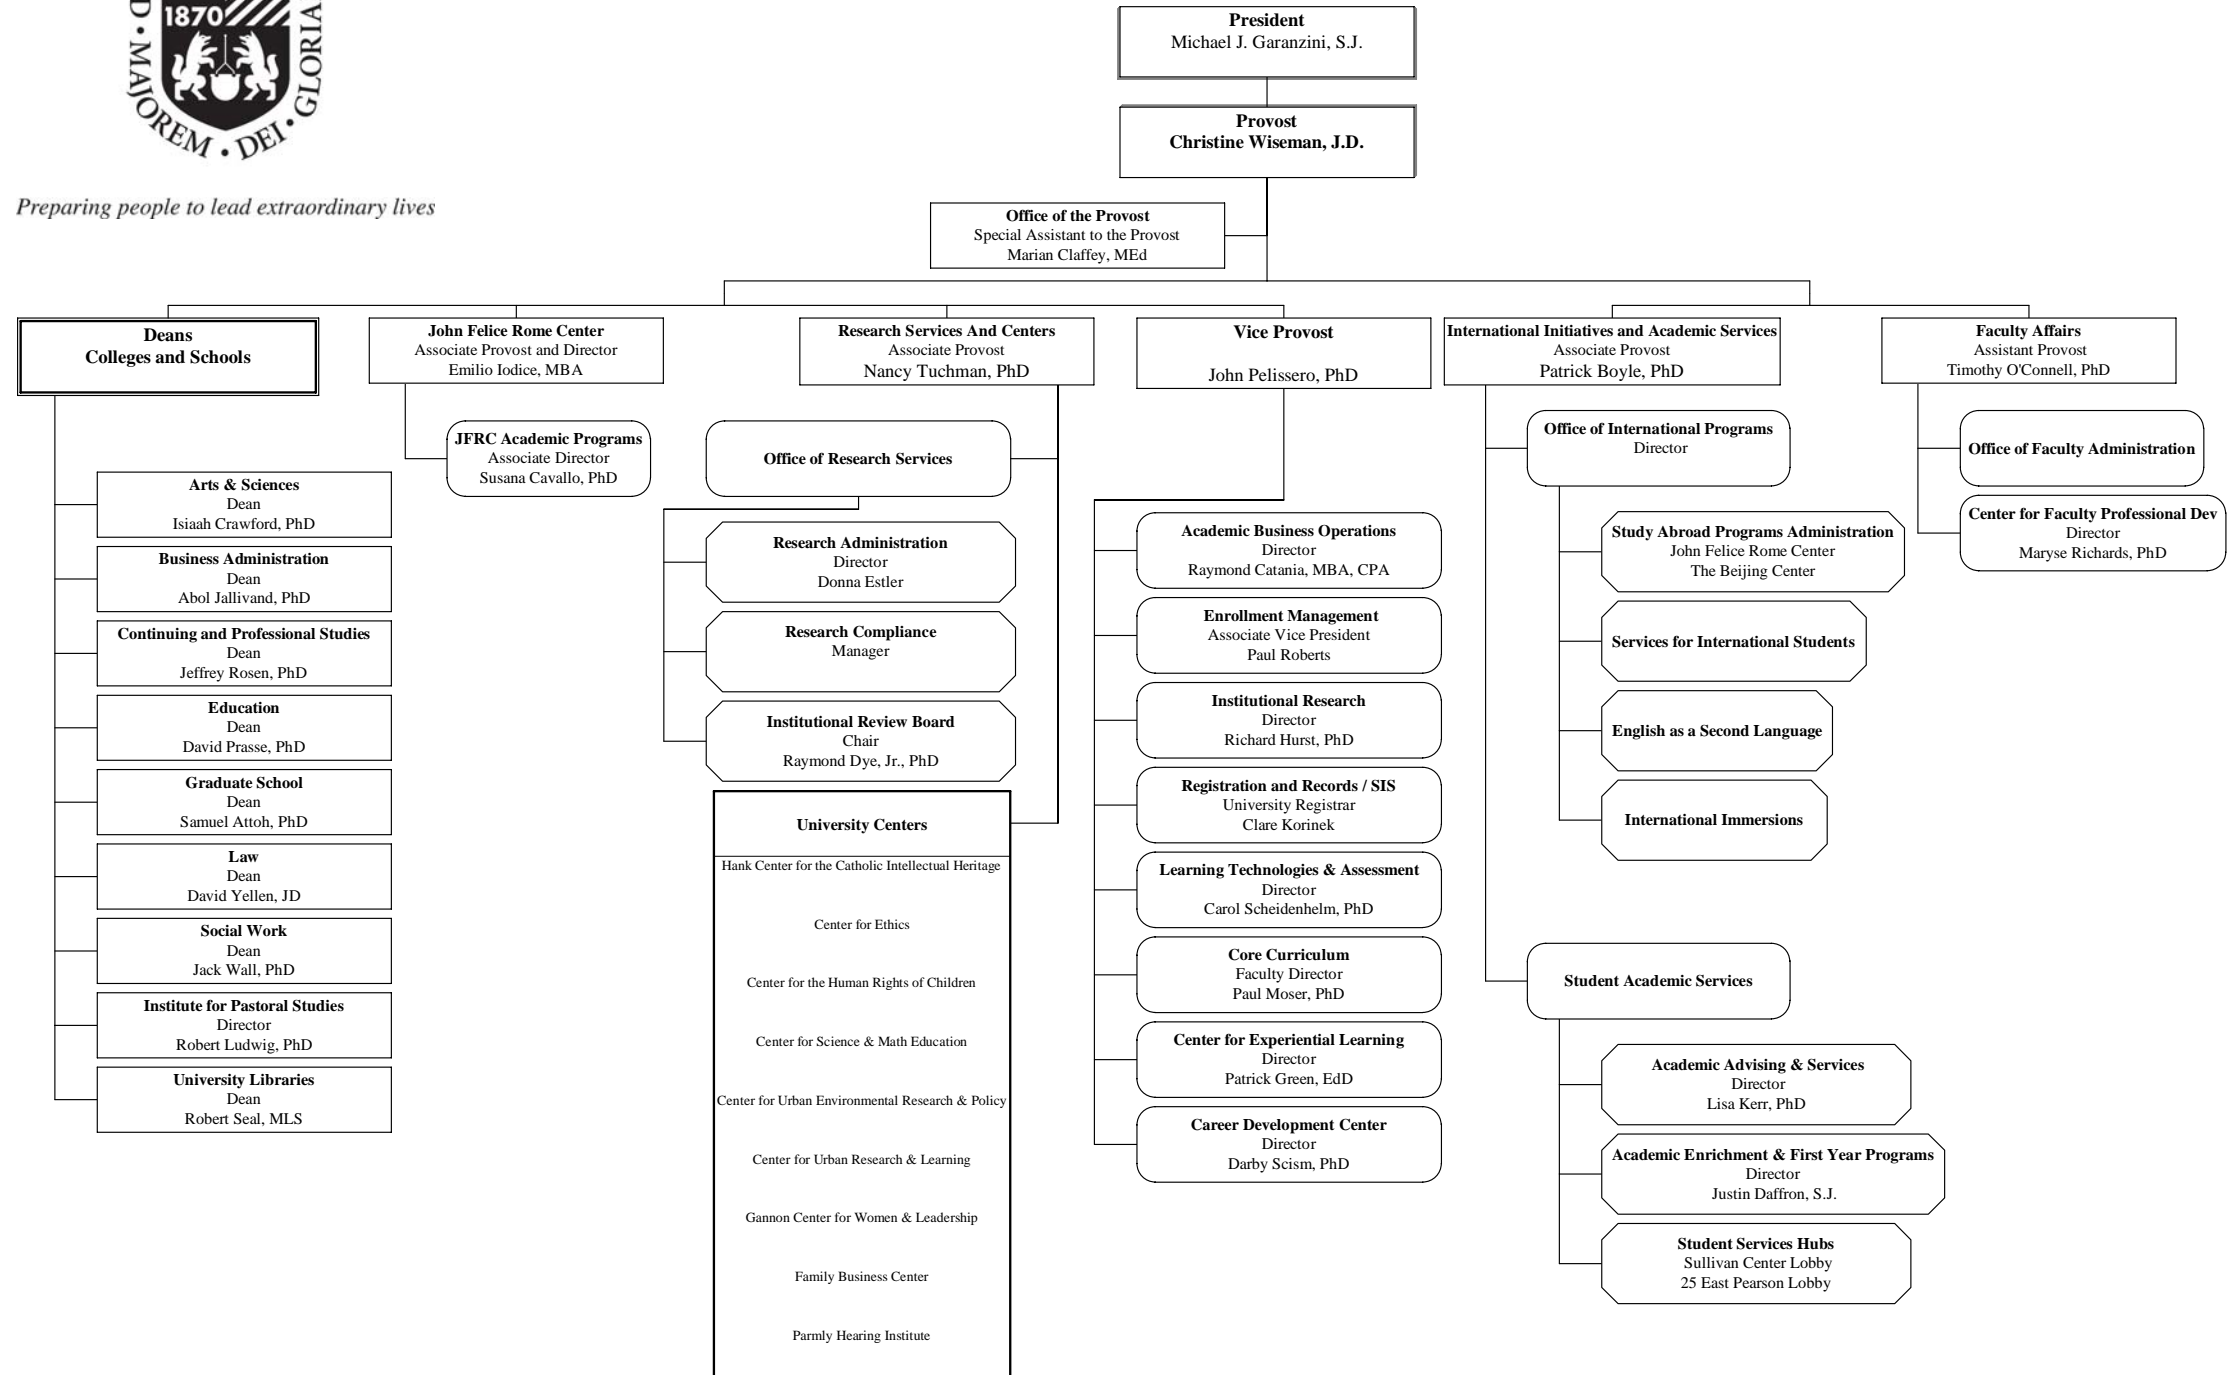 1870
D • MAJOREM • DEI • GLORIA
Preparing people to lead extraordinary lives
President
Michael J. Garanzini, S.J.
Provost
Christine Wiseman, J.D.
Office of the Provost
Special Assistant to the Provost
Marian Claffey, MEd
Deans
Colleges and Schools
Arts & Sciences
Dean
Isiaah Crawford, PhD
Business Administration
Dean
Abol Jallivand, PhD
Continuing and Professional Studies
Dean
Jeffrey Rosen, PhD
Education
Dean
David Prasse, PhD
Graduate School
Dean
Samuel Attoh, PhD
Law
Dean
David Yellen, JD
Social Work
Dean
Jack Wall, PhD
Institute for Pastoral Studies
Director
Robert Ludwig, PhD
University Libraries
Dean
Robert Seal, MLS
John Felice Rome Center
Associate Provost and Director
Emilio Iodice, MBA
JFRC Academic Programs
Associate Director
Susana Cavallo, PhD
Research Services And Centers
Associate Provost
Nancy Tuchman, PhD
Office of Research Services
Research Administration
Director
Donna Estler
Research Compliance
Manager
Institutional Review Board
Chair
Raymond Dye, Jr., PhD
University Centers
Hank Center for the Catholic Intellectual Heritage
Center for Ethics
Center for the Human Rights of Children
Center for Science & Math Education
Center for Urban Environmental Research & Policy
Center for Urban Research & Learning
Gannon Center for Women & Leadership
Family Business Center
Parmly Hearing Institute
Vice Provost
John Pelissero, PhD
Academic Business Operations
Director
Raymond Catania, MBA, CPA
Enrollment Management
Associate Vice President
Paul Roberts
Institutional Research
Director
Richard Hurst, PhD
Registration and Records / SIS
University Registrar
Clare Korinek
Learning Technologies & Assessment
Director
Carol Scheidenhelm, PhD
Core Curriculum
Faculty Director
Paul Moser, PhD
Center for Experiential Learning
Director
Patrick Green, EdD
Career Development Center
Director
Darby Scism, PhD
International Initiatives and Academic Services
Associate Provost
Patrick Boyle, PhD
Office of International Programs
Director
Study Abroad Programs Administration
John Felice Rome Center
The Beijing Center
Services for International Students
English as a Second Language
International Immersions
Student Academic Services
Academic Advising & Services
Director
Lisa Kerr, PhD
Academic Enrichment & First Year Programs
Director
Justin Daffron, S.J.
Student Services Hubs
Sullivan Center Lobby
25 East Pearson Lobby
Faculty Affairs
Assistant Provost
Timothy O'Connell, PhD
Office of Faculty Administration
Center for Faculty Professional Dev
Director
Maryse Richards, PhD